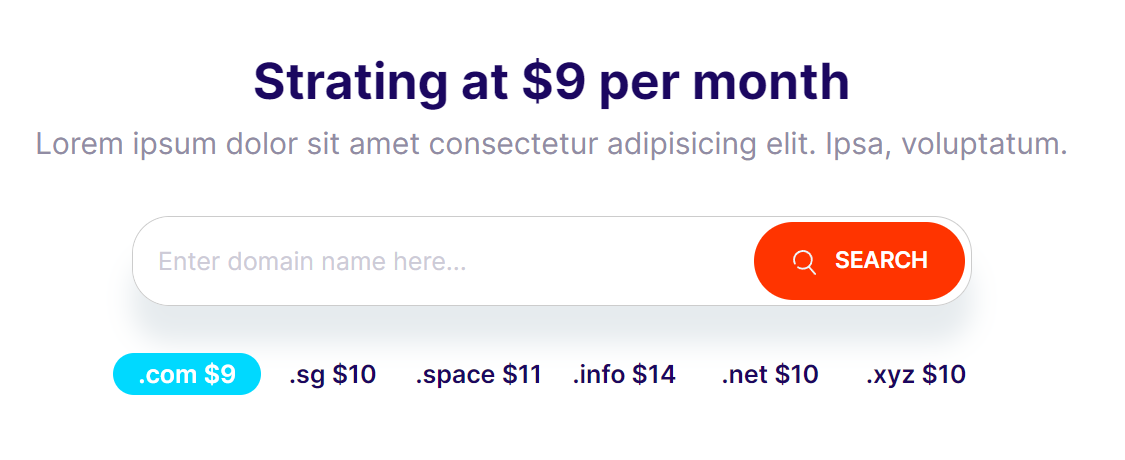 Strating at $9 per month
Lorem ipsum dolor sit amet consectetur adipisicing elit. Ipsa, voluptatum.
Enter domain name here...
SEARCH
.com $9 .sg $10 .space $11 .info $14 .net $10 .xyz $10